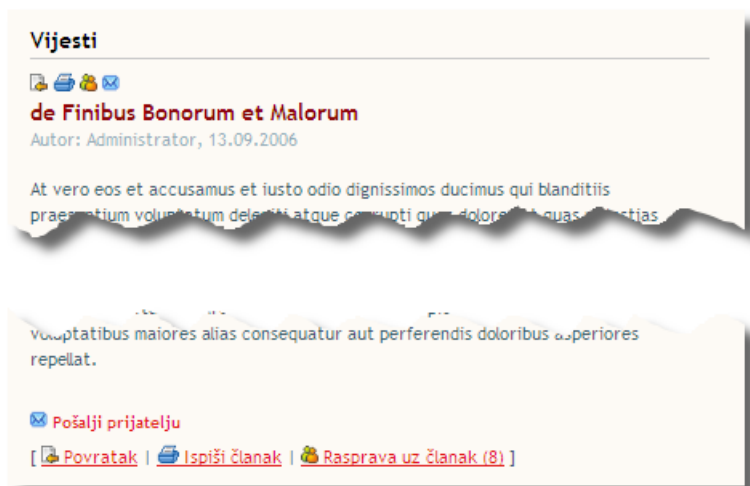 Vijesti
de Finibus Bonorum et Malorum
Autor: Administrator, 13.09.2006
At vero eos et accusamus et iusto odio dignissimos ducimus qui blanditiis
voluptatibus maiores alias consequatur aut perferendis doloribus asperiores
repellat.
Pošalji prijatelju
[ Povratak | Ispiši članak | Rasprava uz članak (8) ]